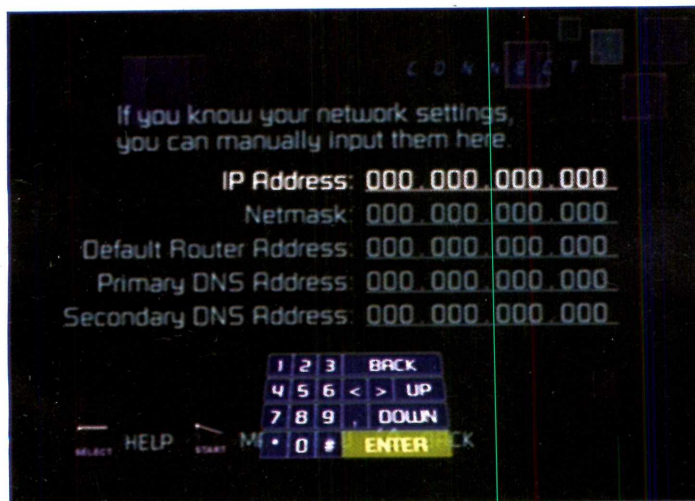 CONNECT
If you know your network settings,
you can manually input them here.
IP Address: 000.000.000.000
Netmask: 000.000.000.000
Default Router Address: 000.000.000.000
Primary DNS Address: 000.000.000.000
Secondary DNS Address: 000.000.000.000
1 2 3 BACK
4 5 6 < > UP
7 8 9 . DOWN
* 0 # ENTER
SELECT HELP START